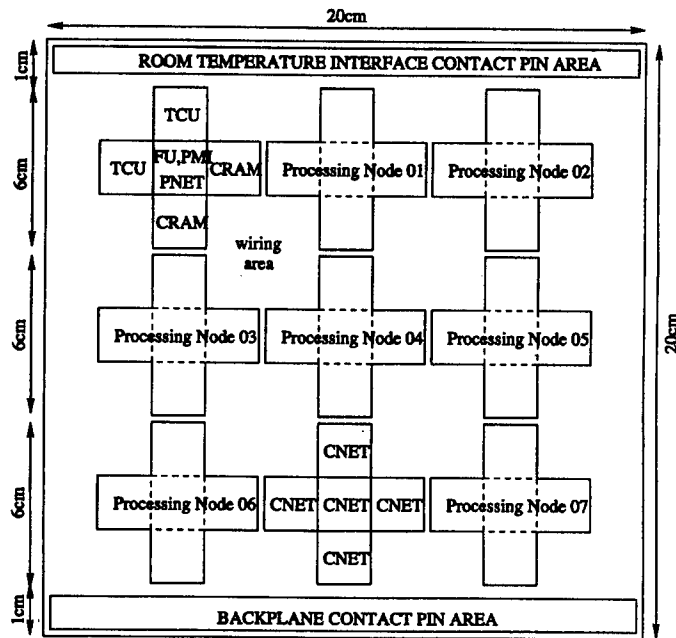 20cm
1cm
ROOM TEMPERATURE INTERFACE CONTACT PIN AREA
6cm
TCU
TCU
FU,PMI
PNET
CRAM
CRAM
Processing Node 01
Processing Node 02
wiring
area
6cm
Processing Node 03
Processing Node 04
Processing Node 05
20cm
6cm
Processing Node 06
CNET
CNET
CNET
CNET
CNET
Processing Node 07
1cm
BACKPLANE CONTACT PIN AREA